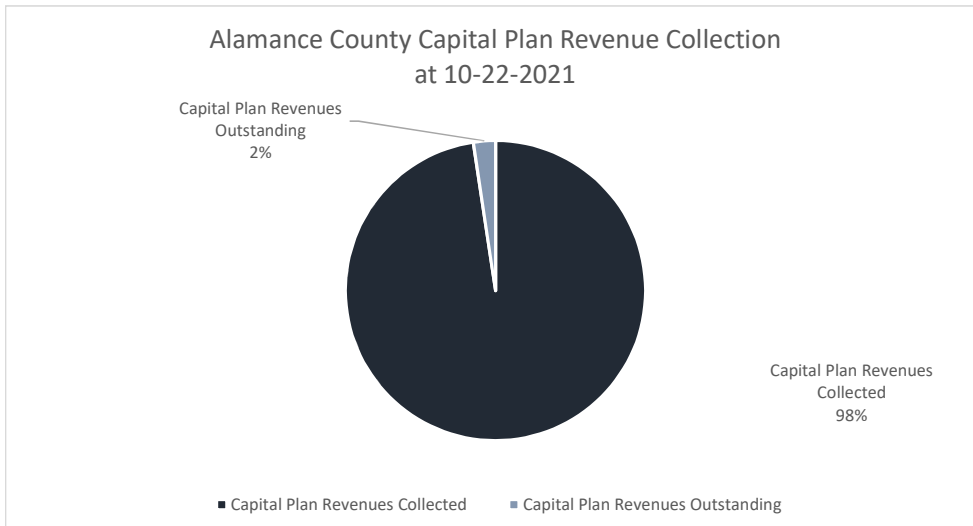 Alamance County Capital Plan Revenue Collection
at 10-22-2021
Capital Plan Revenues
Outstanding
2%
Capital Plan Revenues
Collected
98%
Capital Plan Revenues Collected
Capital Plan Revenues Outstanding